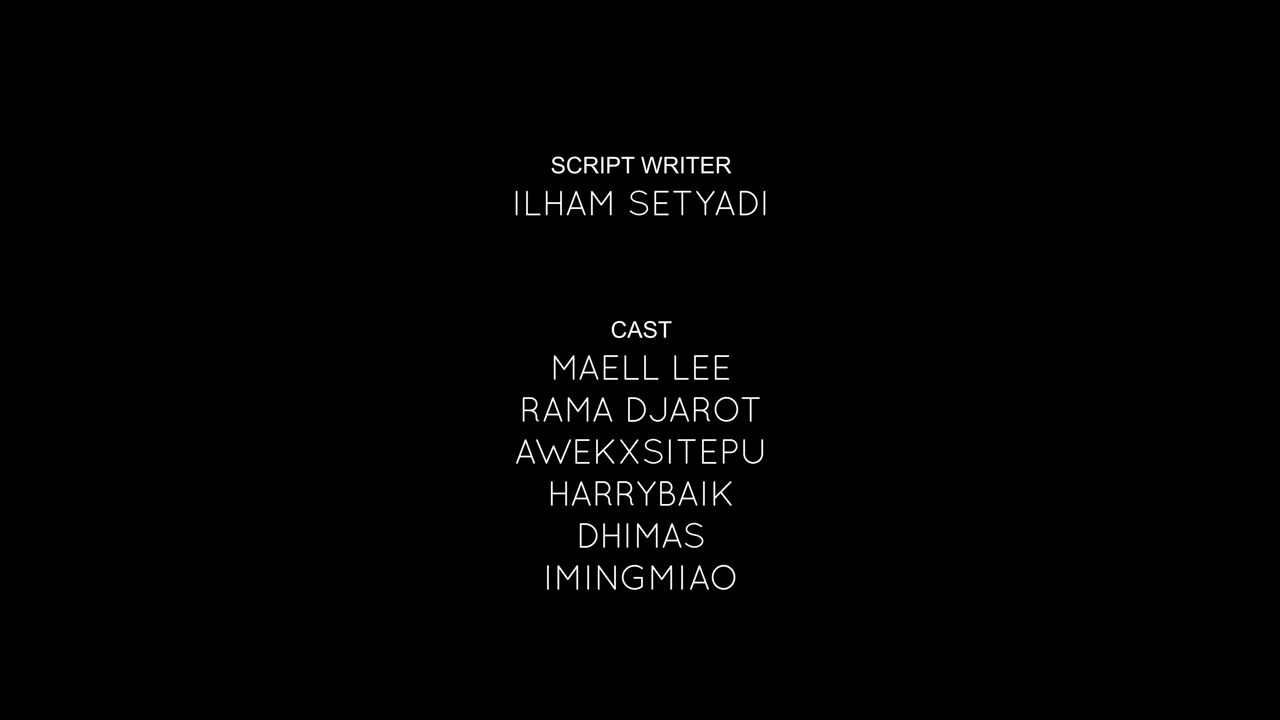 SCRIPT WRITER
ILHAM SETYADI
CAST
MAELL LEE
RAMA DJAROT
AWEKXSITEPU
HARRYBAIK
DHIMAS
IMINGMIAO